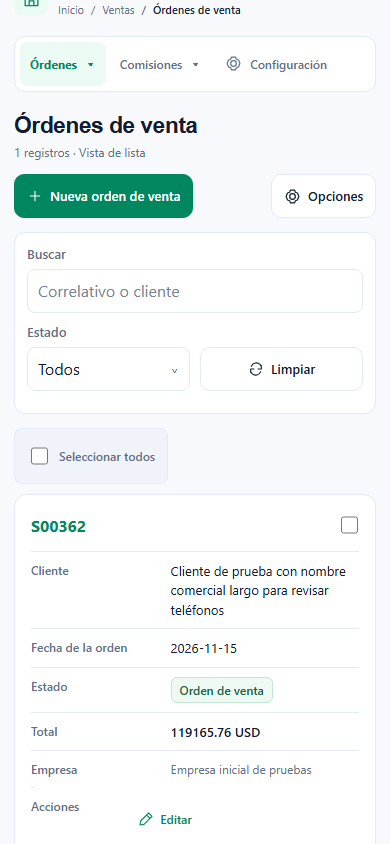 Inicio / Ventas / Órdenes de venta
Órdenes Comisiones Configuración
Órdenes de venta
1 registros · Vista de lista
Nueva orden de venta Opciones
Buscar
Correlativo o cliente
Estado
Todos Limpiar
Seleccionar todos
S00362
Cliente Cliente de prueba con nombre
comercial largo para revisar
teléfonos
Fecha de la orden 2026-11-15
Estado Orden de venta
Total 119165.76 USD
Empresa Empresa inicial de pruebas
Acciones
Editar